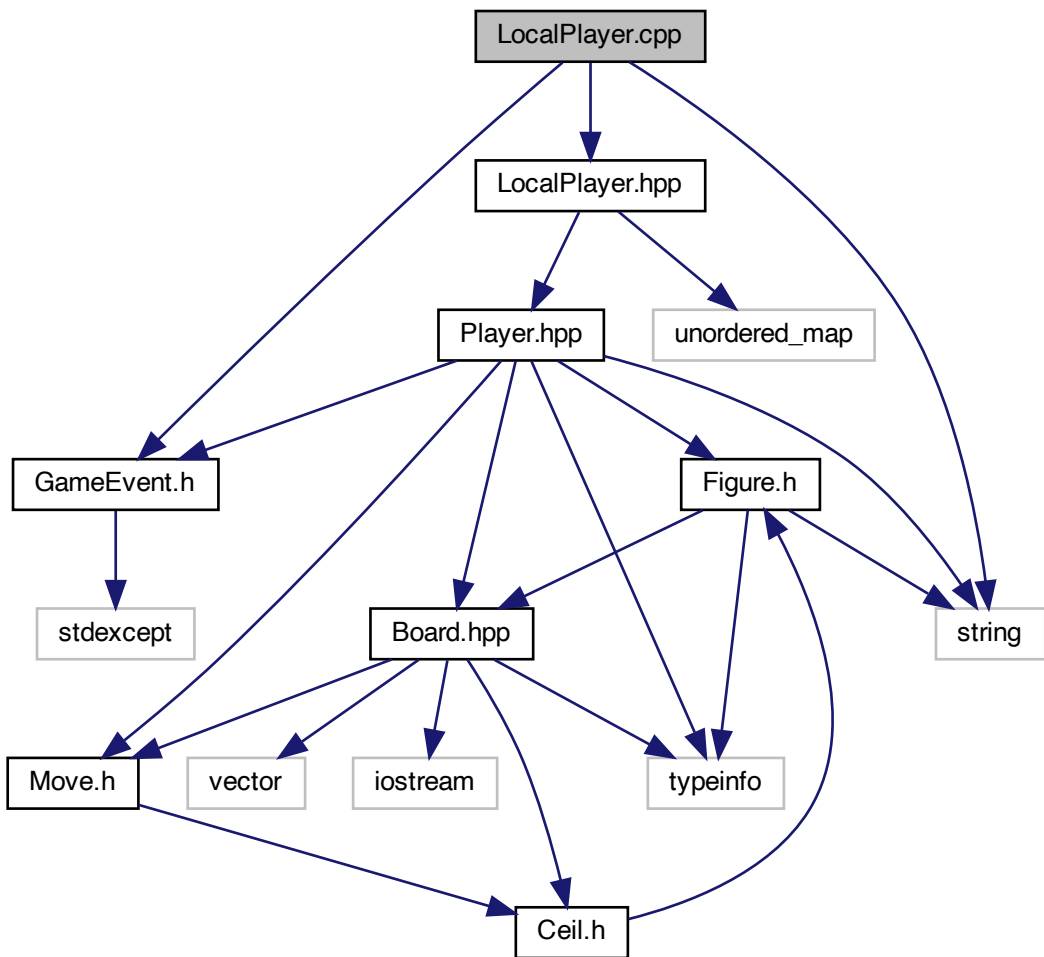 LocalPlayer.cpp
LocalPlayer.hpp
Player.hpp
unordered_map
GameEvent.h
Figure.h
stdexcept
Board.hpp
string
Move.h
vector
iostream
typeinfo
Ceil.h